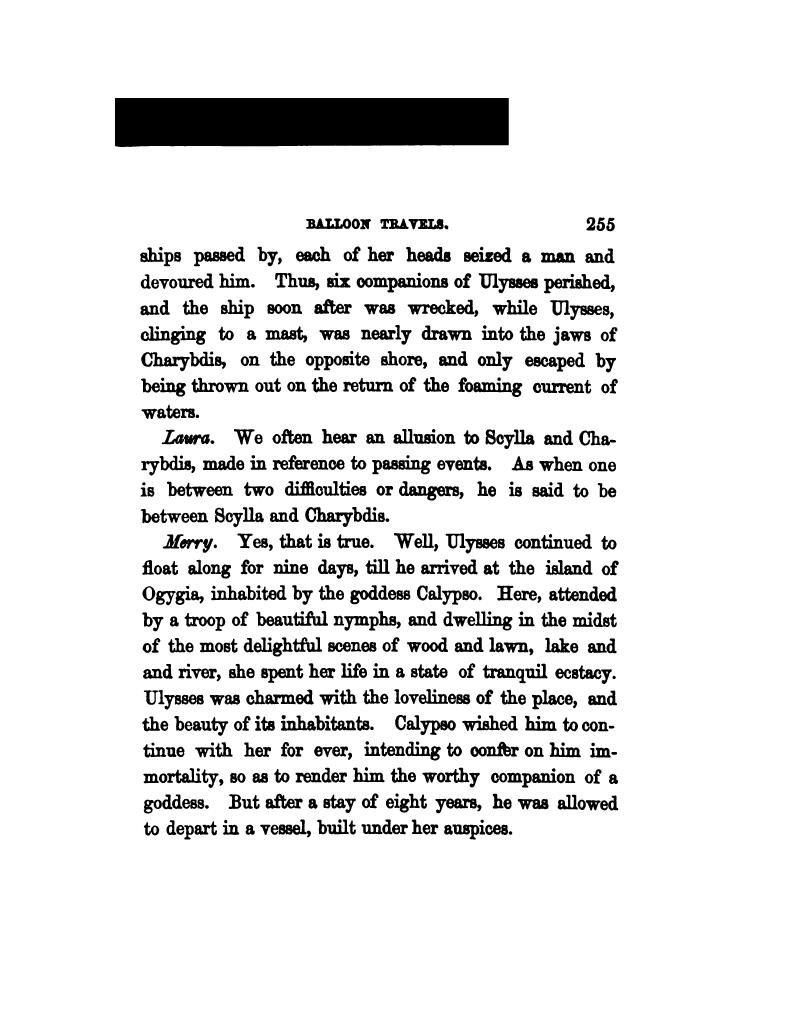 BALLOON TRAVELS. 255
ships passed by, each of her heads seized a man and
devoured him. Thus, six companions of Ulysses perished,
and the ship soon after was wrecked, while Ulysses,
clinging to a mast, was nearly drawn into the jaws of
Charybdis, on the opposite shore, and only escaped by
being thrown out on the return of the foaming current of
waters.
Laura. We often hear an allusion to Scylla and Cha-
rybdis, made in reference to passing events. As when one
is between two difficulties or dangers, he is said to be
between Scylla and Charybdis.
Merry. Yes, that is true. Well, Ulysses continued to
float along for nine days, till he arrived at the island of
Ogygia, inhabited by the goddess Calypso. Here, attended
by a troop of beautiful nymphs, and dwelling in the midst
of the most delightful scenes of wood and lawn, lake and
and river, she spent her life in a state of tranquil ecstacy.
Ulysses was charmed with the loveliness of the place, and
the beauty of its inhabitants. Calypso wished him to con-
tinue with her for ever, intending to confer on him im-
mortality, so as to render him the worthy companion of a
goddess. But after a stay of eight years, he was allowed
to depart in a vessel, built under her auspices.